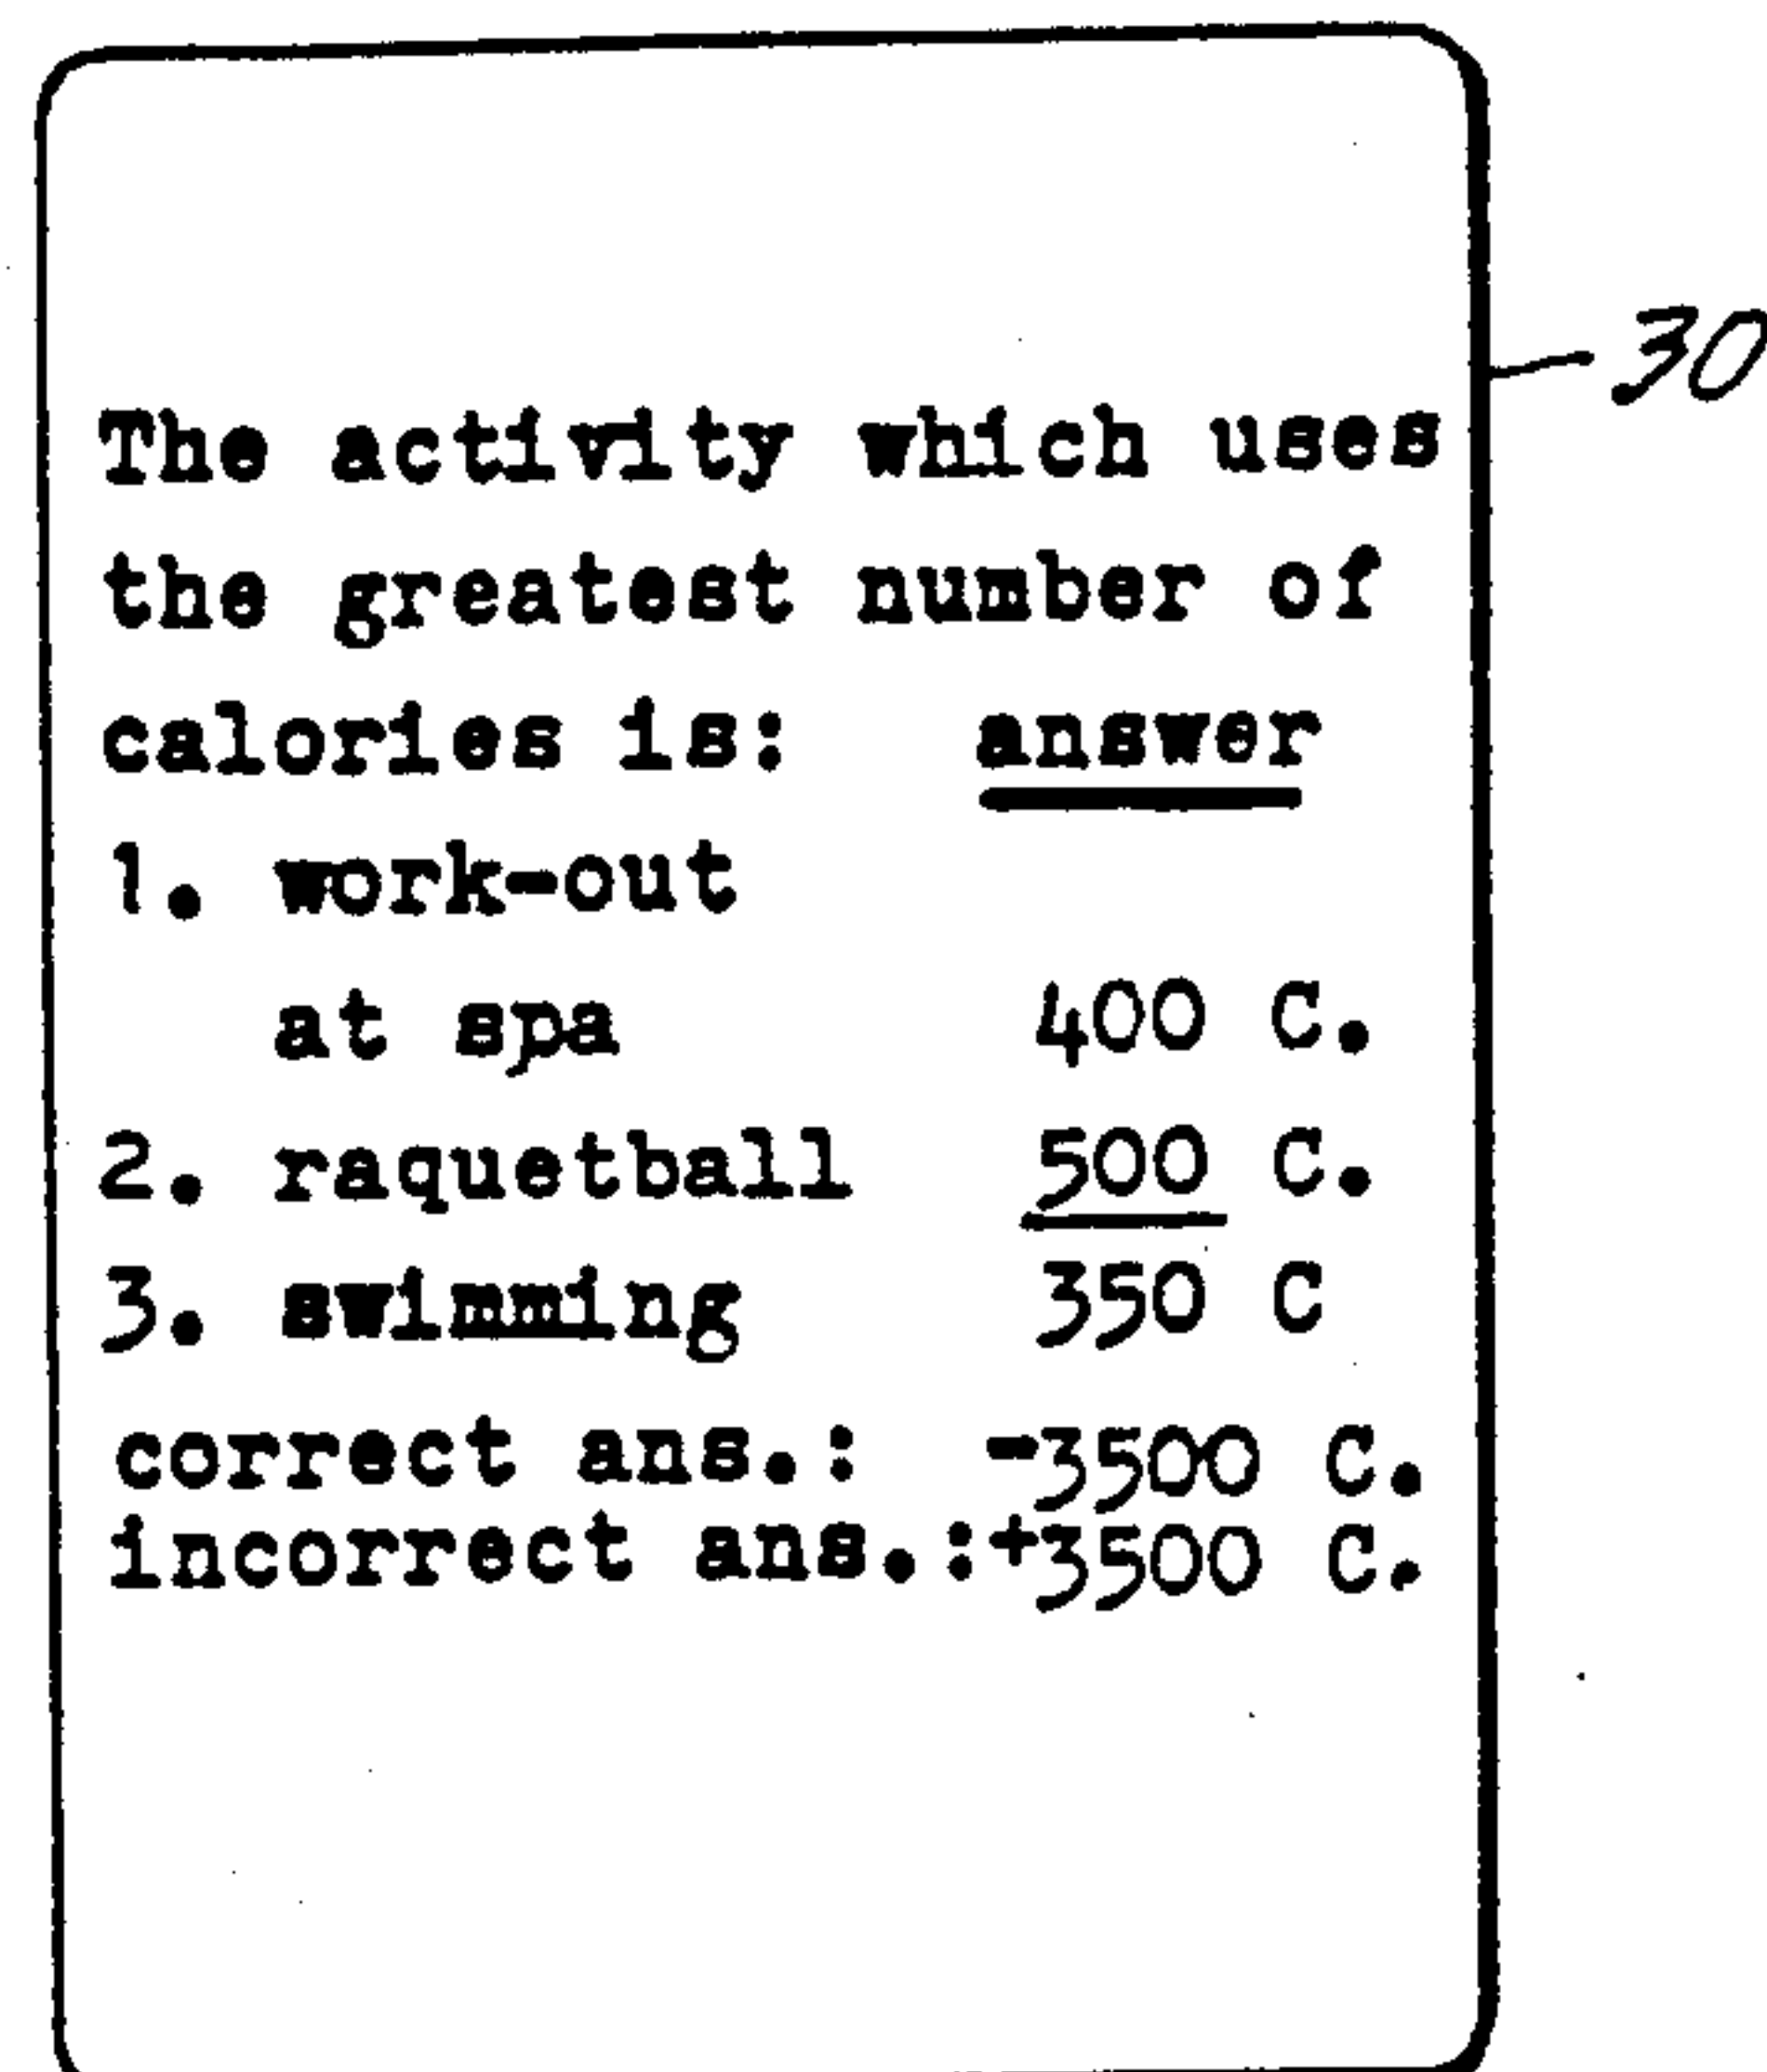 30
The activity which uses
the greatest number of
calories is: answer
1. work-out
at spa 400 C.
2. raquetball 500 C.
3. swimming 350 C
correct ans.: -3500 C.
incorrect ans.:+3500 C.